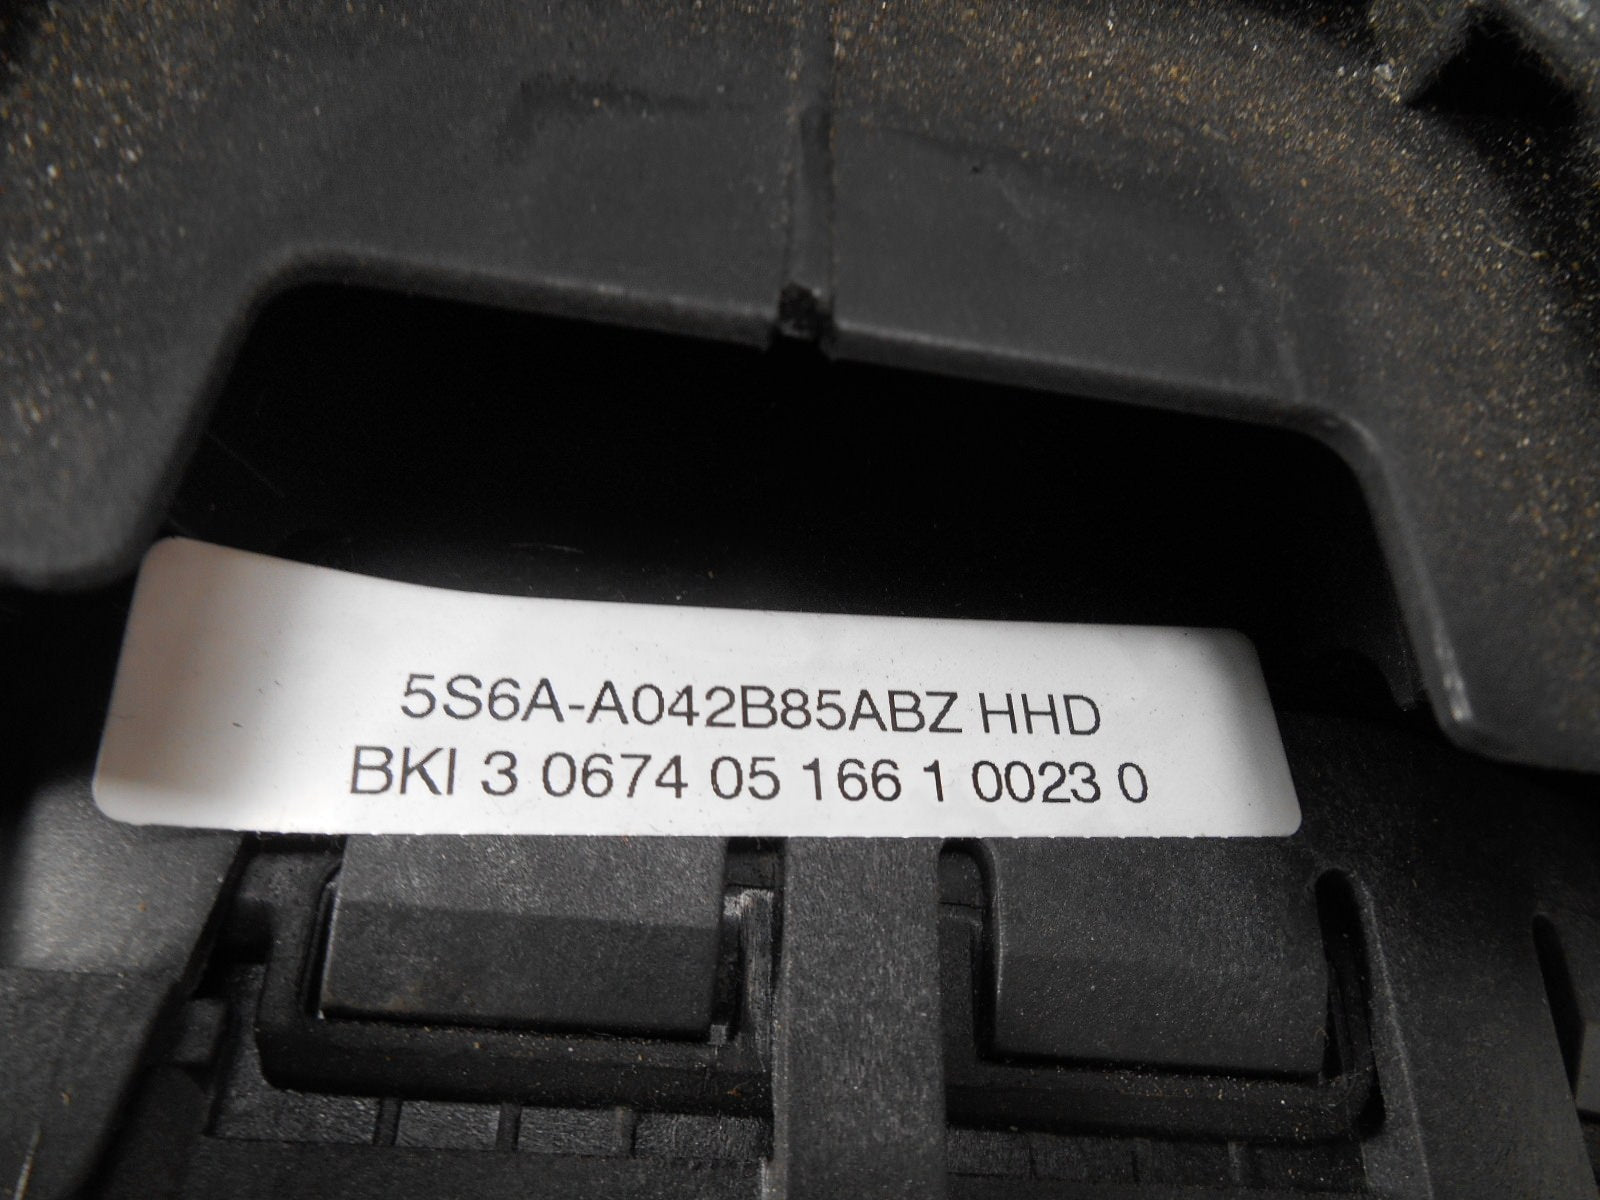 5S6A-A042B85ABZ HHD
BKI 3 0674 05 166 1 0023 0